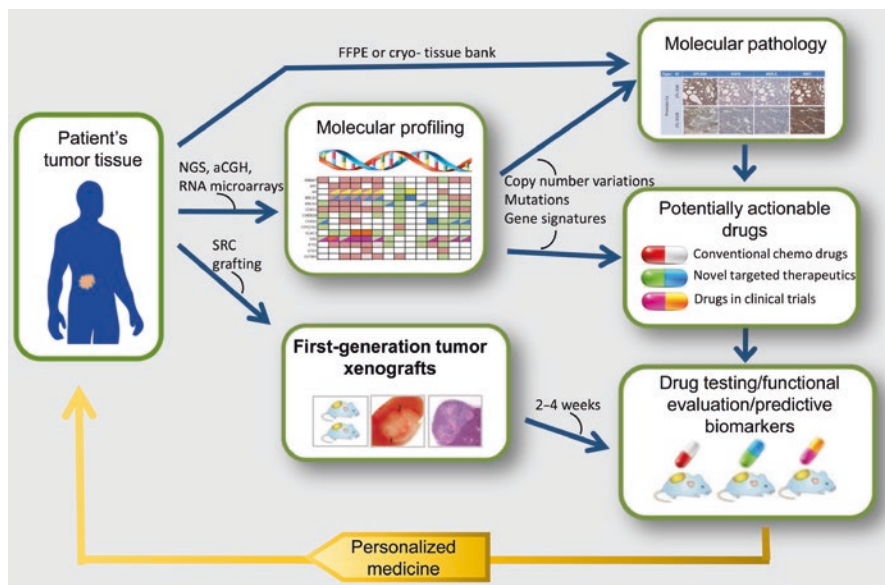 FFPE or cryo- tissue bank
Molecular pathology
Patient's
tumor tissue
Molecular profiling
NGS, aCGH,
RNA microarrays
Copy number variations
Mutations
Gene signatures
Potentially actionable
drugs
Conventional chemo drugs
Novel targeted therapeutics
Drugs in clinical trials
SRC
grafting
First-generation tumor
xenografts
2–4 weeks
Drug testing/functional
evaluation/predictive
biomarkers
Personalized
medicine